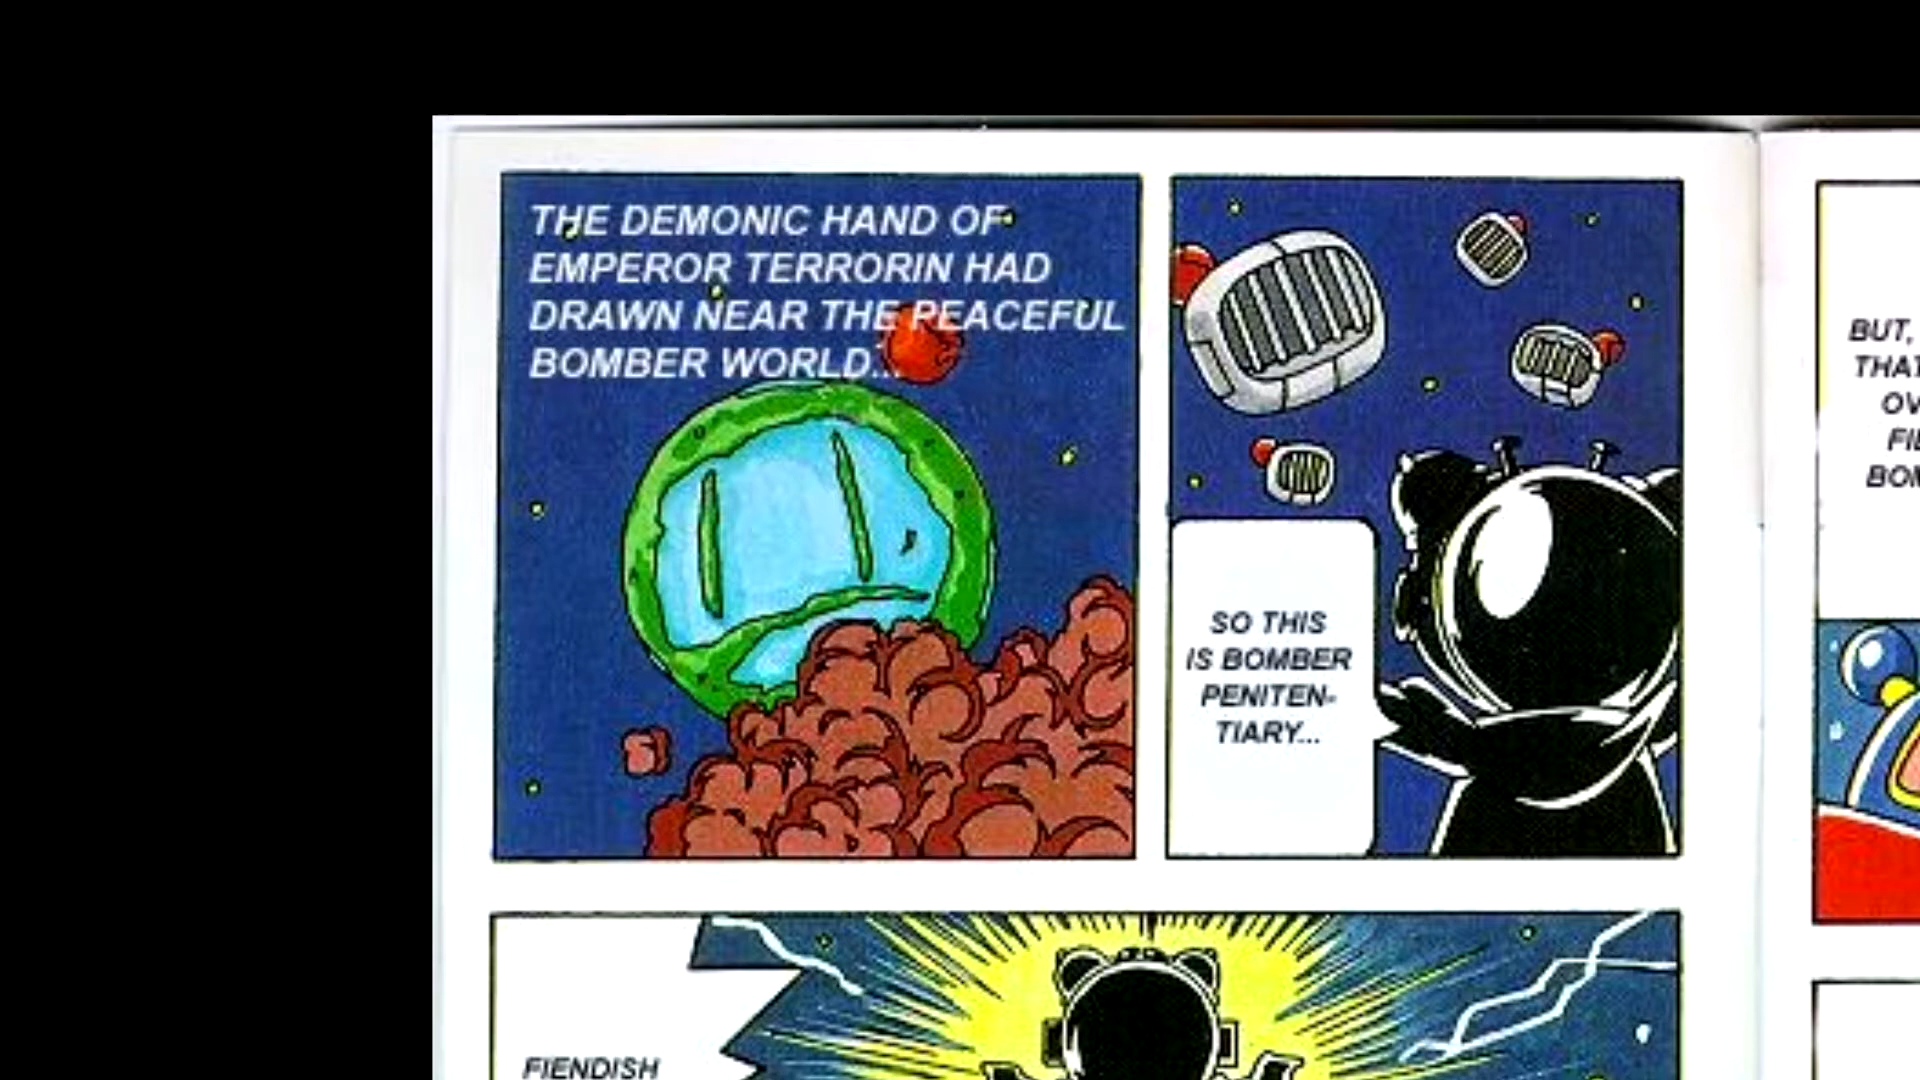 THE DEMONIC HAND OF
EMPEROR TERRORIN HAD
DRAWN NEAR THE PEACEFUL
BOMBER WORLD...
SO THIS
IS BOMBER
PENITEN-
TIARY...
FIENDISH
BUT,